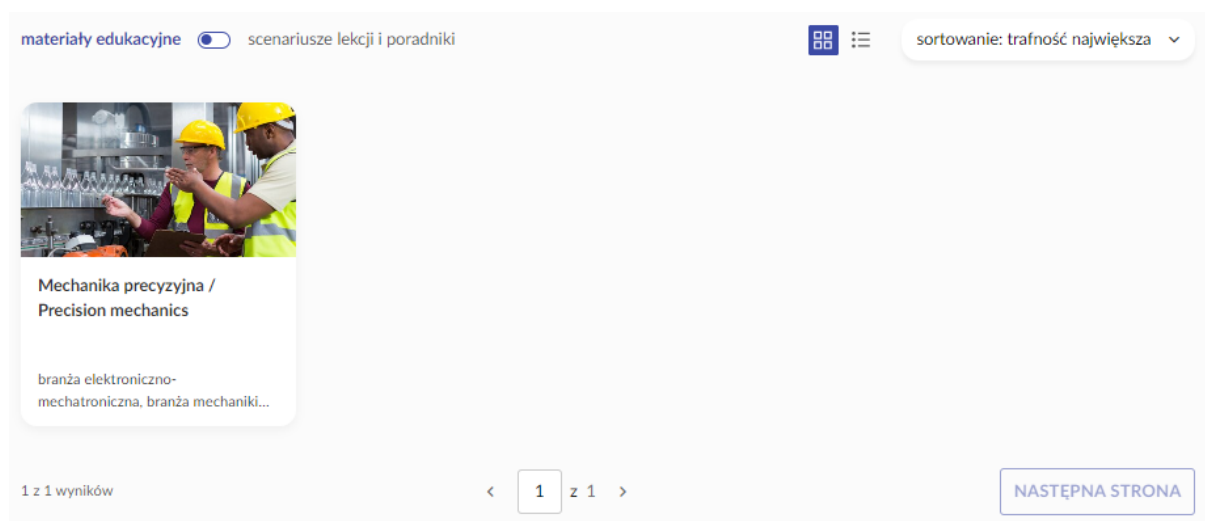 materiały edukacyjne scenariusze lekcji i poradniki sortowanie: trafność największa
Mechanika precyzyjna /
Precision mechanics
branża elektroniczno-
mechatroniczna, branża mechaniki...
1 z 1 wyników 1 z 1 NASTĘPNA STRONA